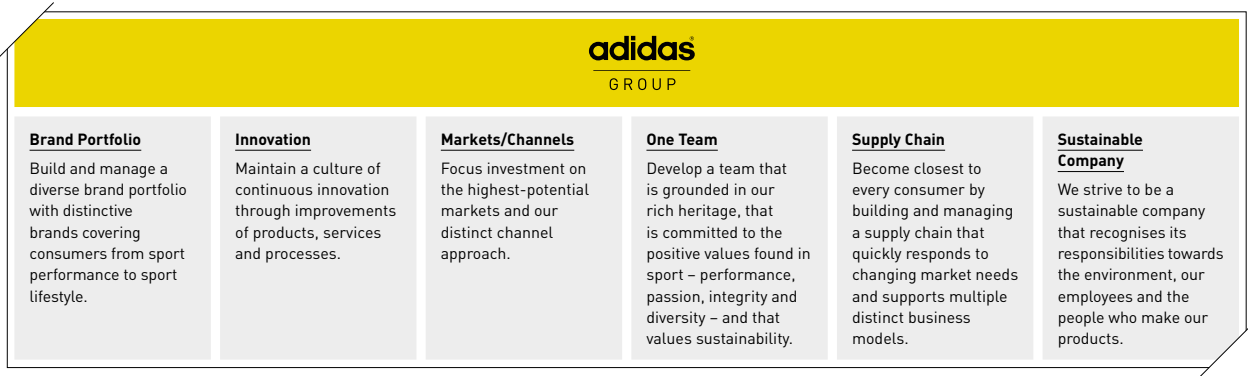 adidas®
GROUP
Brand Portfolio
Build and manage a
diverse brand portfolio
with distinctive
brands covering
consumers from sport
performance to sport
lifestyle.
Innovation
Maintain a culture of
continuous innovation
through improvements
of products, services
and processes.
Markets/Channels
Focus investment on
the highest-potential
markets and our
distinct channel
approach.
One Team
Develop a team that
is grounded in our
rich heritage, that
is committed to the
positive values found in
sport – performance,
passion, integrity and
diversity – and that
values sustainability.
Supply Chain
Become closest to
every consumer by
building and managing
a supply chain that
quickly responds to
changing market needs
and supports multiple
distinct business
models.
Sustainable
Company
We strive to be a
sustainable company
that recognises its
responsibilities towards
the environment, our
employees and the
people who make our
products.